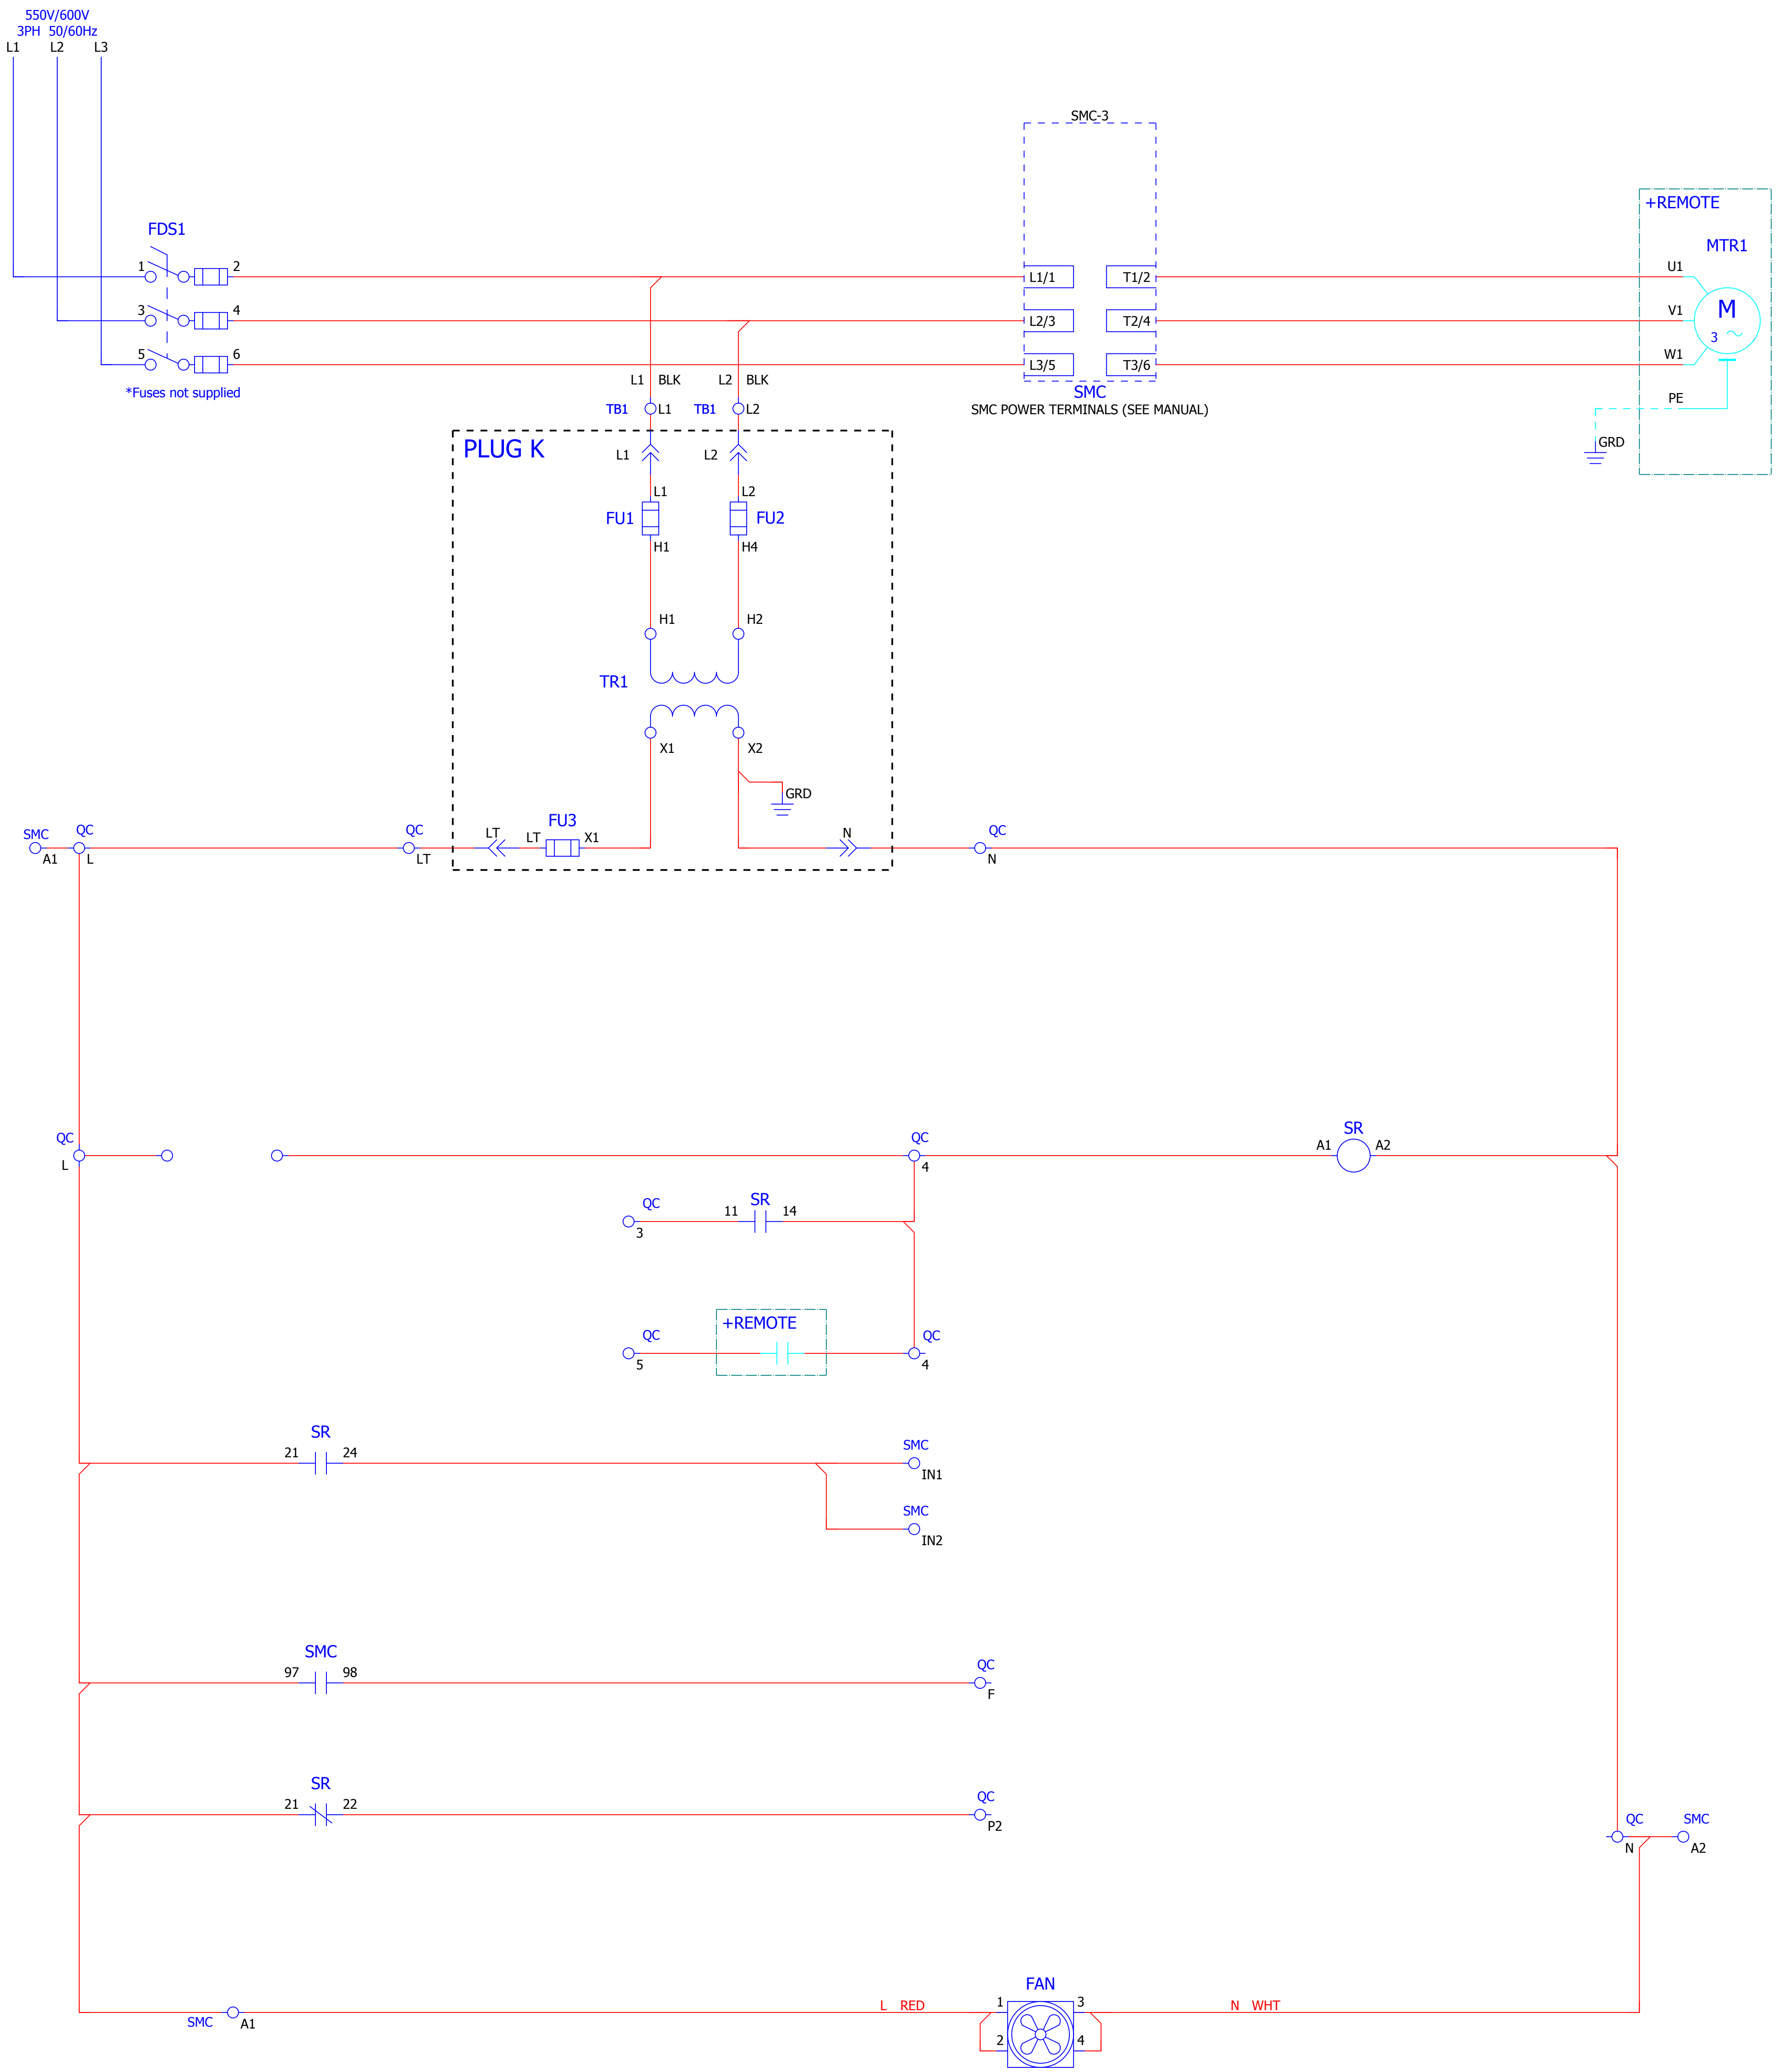 550V/600V
3PH 50/60Hz
L1 L2 L3
SMC-3
+REMOTE
MTR1
FDS1
1 2
L1/1 T1/2
U1
3 4
L2/3 T2/4
V1
M
3
5 6
L3/5 T3/6
W1
*Fuses not supplied
L1 BLK L2 BLK
SMC
PE
TB1 L1 TB1 L2
SMC POWER TERMINALS (SEE MANUAL)
GRD
PLUG K
L1 L2
L1 L2
FU1 FU2
H1 H4
H1 H2
TR1
X1 X2
GRD
SMC QC QC LT FU3 N QC
LT X1
A1 L LT N
QC QC SR
A1 A2
L 4
QC SR
11 14
3
+REMOTE
QC QC
5 4
SR
21 24
SMC
IN1
SMC
IN2
SMC
97 98
QC
F
SR
21 22
QC
P2
QC SMC
N A2
FAN
L RED 1 3 N WHT
SMC A1
2 4